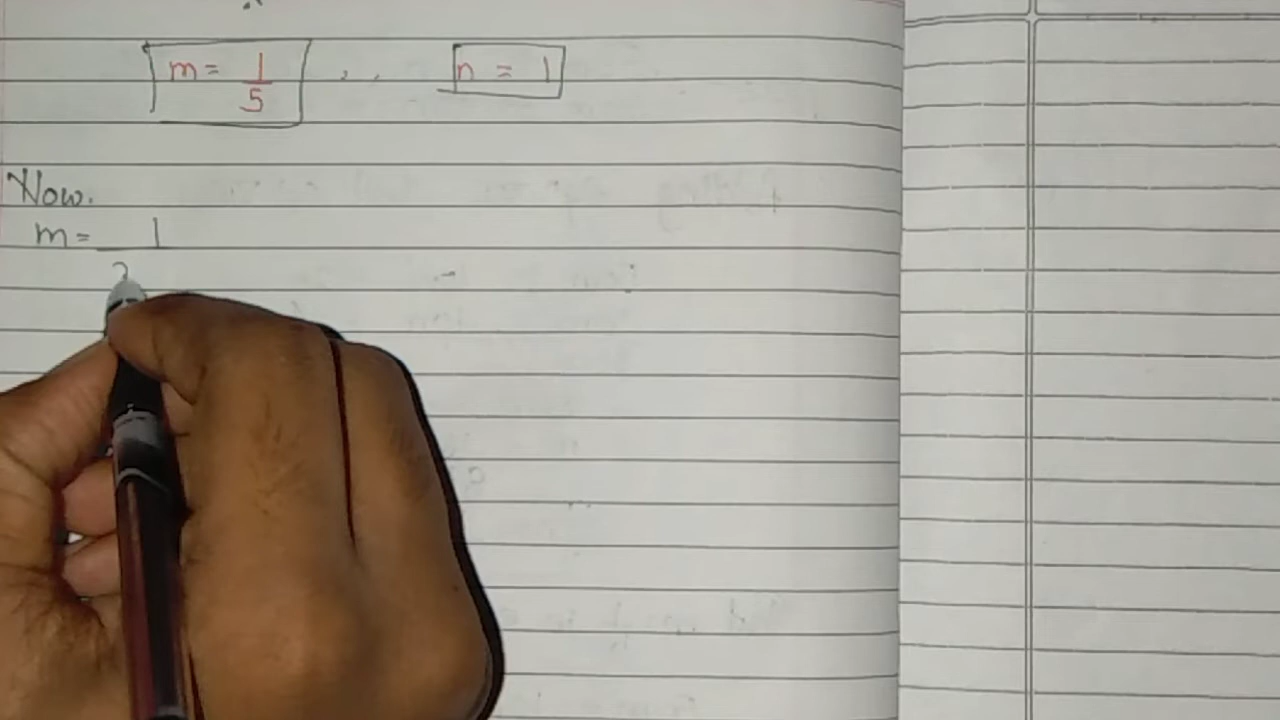 m = 1/5 , n = 1
Now.
m = 1